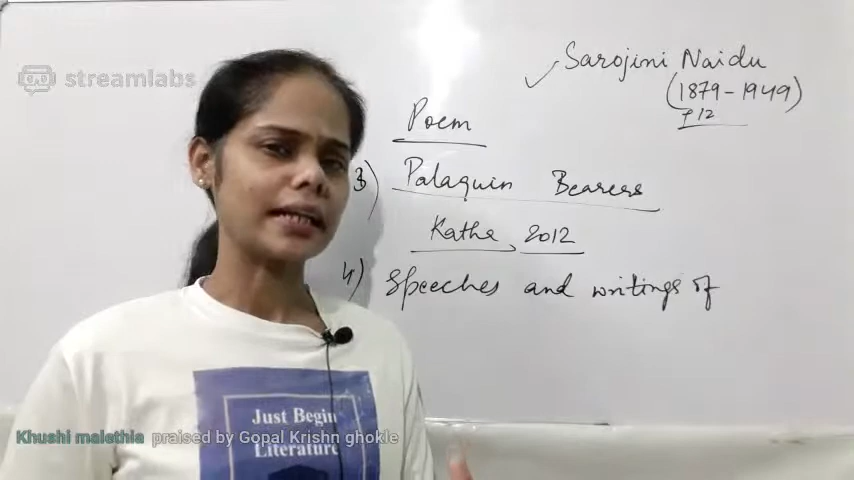 streamlabs
Sarojini Naidu
(1879-1949)
Poem
3) Palaquin Bearers
Katha, 2012
4) Speeches and writings of
Just Begin
Literature
Khushi malethia praised by Gopal Krishn ghokle